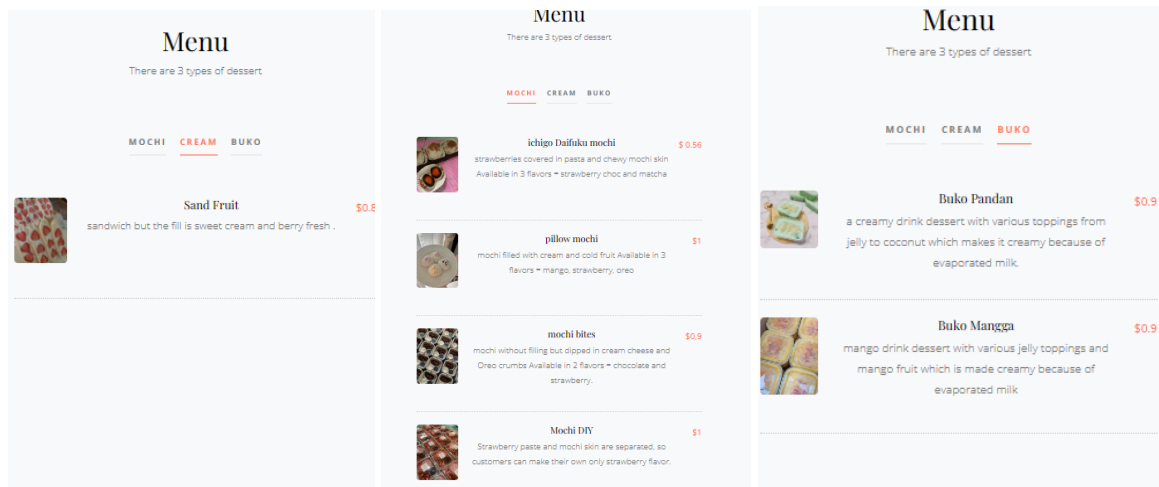 Menu
There are 3 types of dessert
MOCHI CREAM BUKO
Sand Fruit
$0.8
sandwich but the fill is sweet cream and berry fresh .
Menu
There are 3 types of dessert
MOCHI CREAM BUKO
ichigo Daifuku mochi
$ 0.56
strawberries covered in pasta and chewy mochi skin
Available in 3 flavors = strawberry choc and matcha
pillow mochi
$1
mochi filled with cream and cold fruit Available in 3
flavors = mango, strawberry, oreo
mochi bites
$0,9
mochi without filling but dipped in cream cheese and
Oreo crumbs Available in 2 flavors = chocolate and
strawberry.
Mochi DIY
$1
Strawberry paste and mochi skin are separated, so
customers can make their own only strawberry flavor.
Menu
There are 3 types of dessert
MOCHI CREAM BUKO
Buko Pandan
$0.9
a creamy drink dessert with various toppings from
jelly to coconut which makes it creamy because of
evaporated milk.
Buko Mangga
$0.9
mango drink dessert with various jelly toppings and
mango fruit which is made creamy because of
evaporated milk